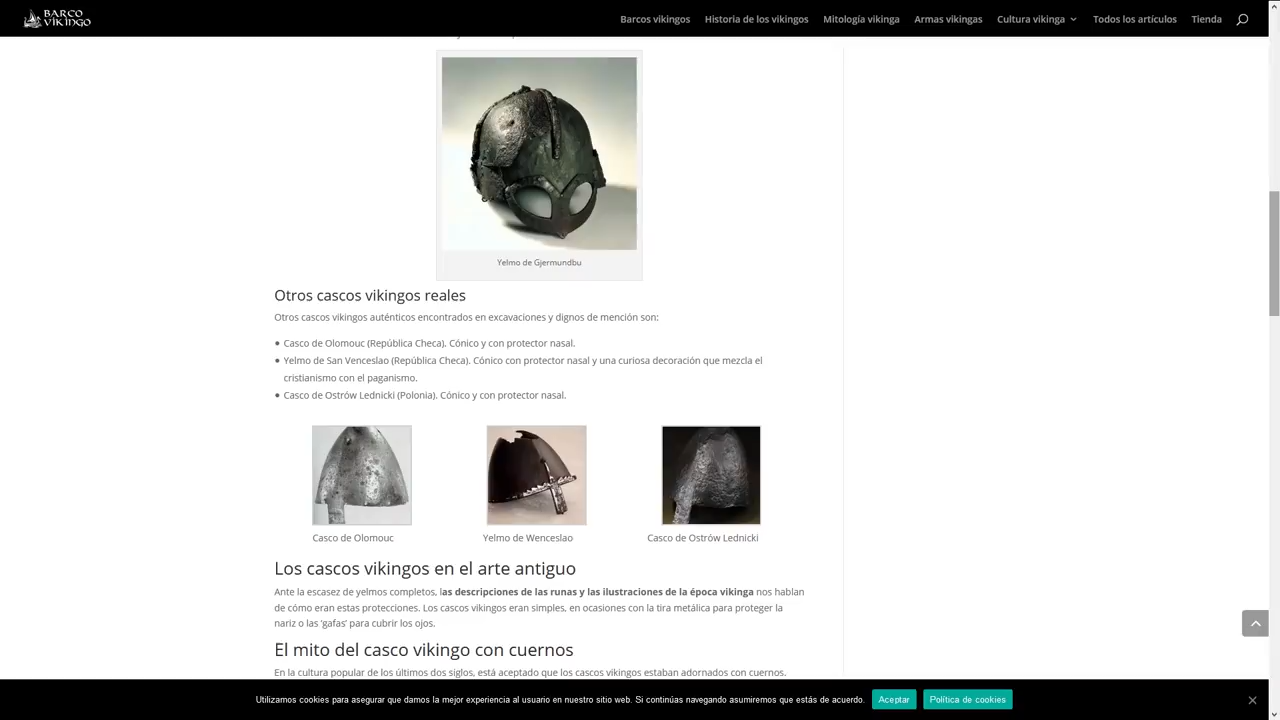 BARCO VIKINGO
Barcos vikingos Historia de los vikingos Mitología vikinga Armas vikingas Cultura vikinga Todos los artículos Tienda
Yelmo de Gjermundbu
Otros cascos vikingos reales
Otros cascos vikingos auténticos encontrados en excavaciones y dignos de mención son:
Casco de Olomouc (República Checa). Cónico y con protector nasal.
Yelmo de San Venceslao (República Checa). Cónico con protector nasal y una curiosa decoración que mezcla el
cristianismo con el paganismo.
Casco de Ostrów Lednicki (Polonia). Cónico y con protector nasal.
Casco de Olomouc Yelmo de Wenceslao Casco de Ostrów Lednicki
Los cascos vikingos en el arte antiguo
Ante la escasez de yelmos completos, las descripciones de las runas y las ilustraciones de la época vikinga nos hablan
de cómo eran estas protecciones. Los cascos vikingos eran simples, en ocasiones con la tira metálica para proteger la
nariz o las 'gafas' para cubrir los ojos.
El mito del casco vikingo con cuernos
En la cultura popular de los últimos dos siglos, está aceptado que los cascos vikingos estaban adornados con cuernos.
Utilizamos cookies para asegurar que damos la mejor experiencia al usuario en nuestro sitio web. Si continúas navegando asumiremos que estás de acuerdo. Aceptar Política de cookies